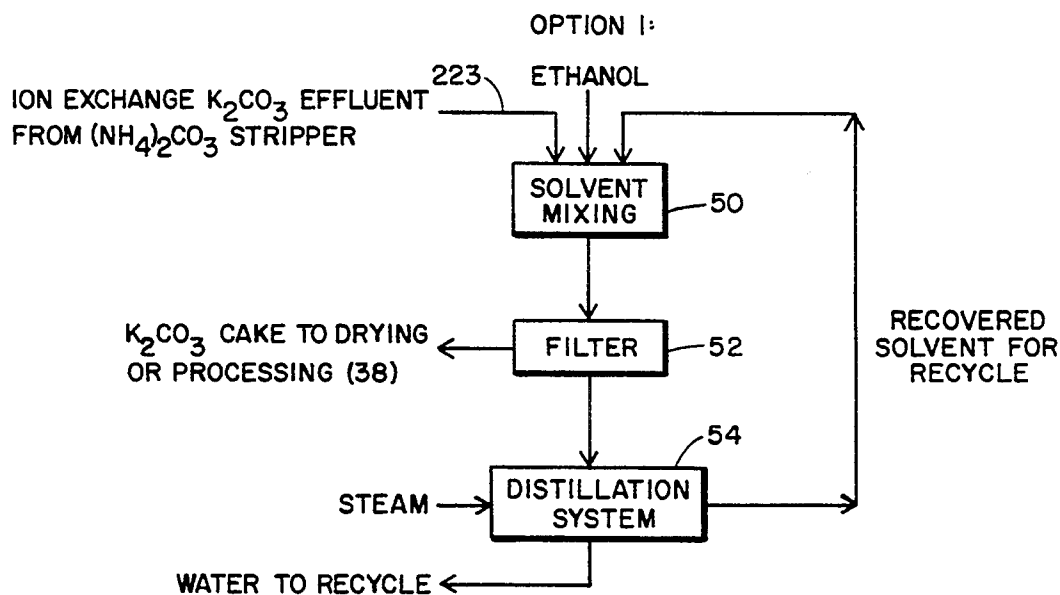 OPTION 1:
223
ETHANOL
ION EXCHANGE K2CO3 EFFLUENT
FROM (NH4)2CO3 STRIPPER
SOLVENT
MIXING
50
K2CO3 CAKE TO DRYING
OR PROCESSING (38)
FILTER
52
RECOVERED
SOLVENT FOR
RECYCLE
54
STEAM
DISTILLATION
SYSTEM
WATER TO RECYCLE